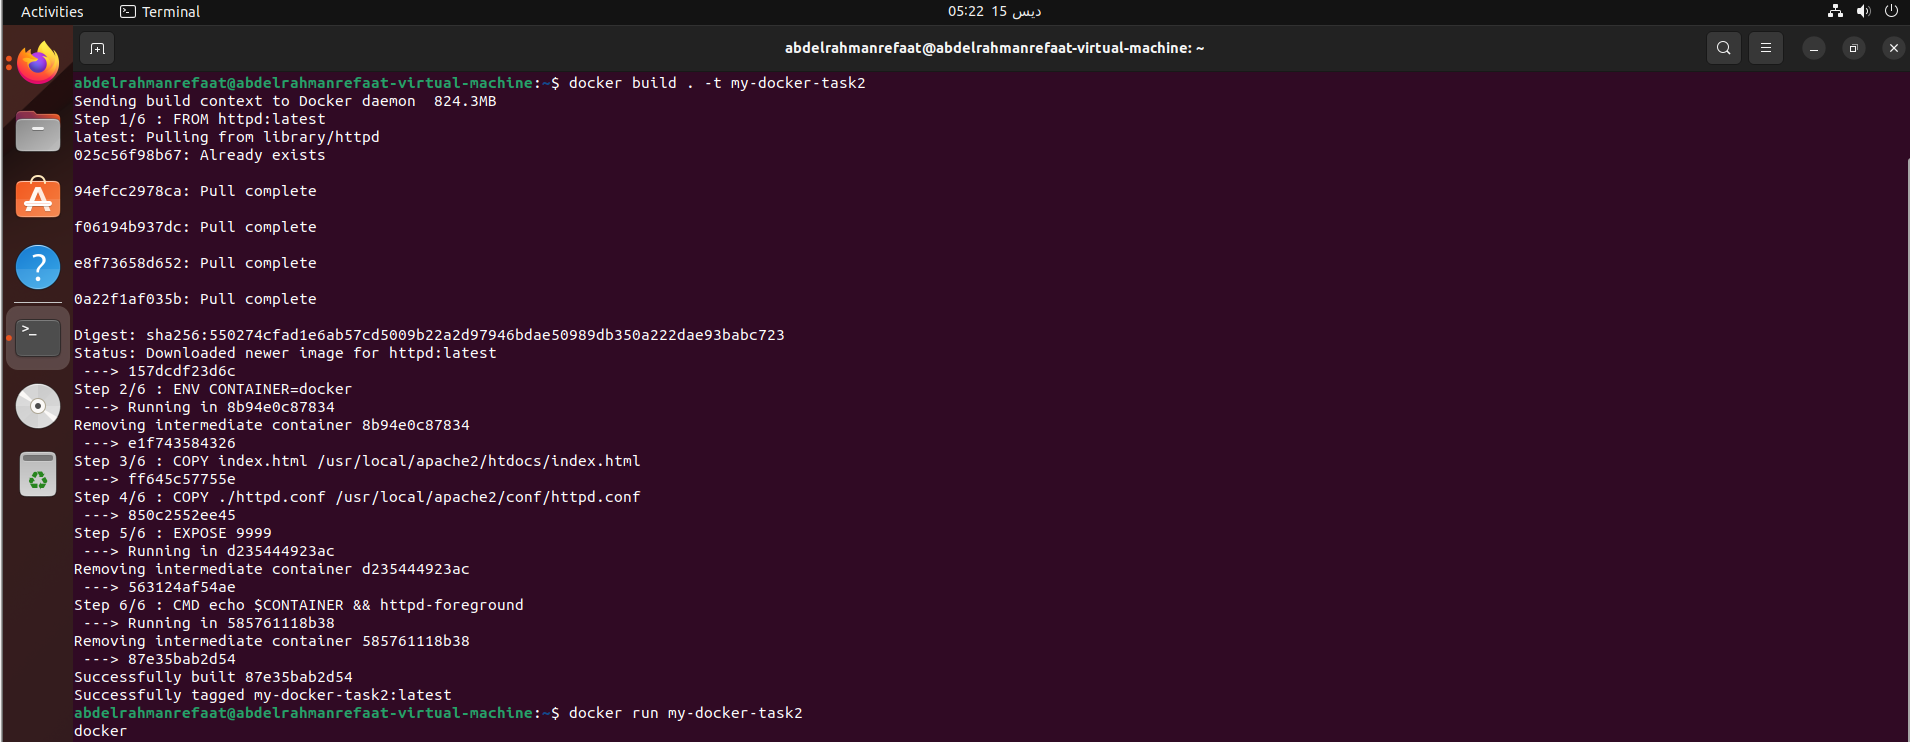 Activities
Terminal
05:22 15 ديس
abdelrahmanrefaat@abdelrahmanrefaat-virtual-machine: ~
abdelrahmanrefaat@abdelrahmanrefaat-virtual-machine:~$ docker build . -t my-docker-task2
Sending build context to Docker daemon  824.3MB
Step 1/6 : FROM httpd:latest
latest: Pulling from library/httpd
025c56f98b67: Already exists
94efcc2978ca: Pull complete
f06194b937dc: Pull complete
e8f73658d652: Pull complete
0a22f1af035b: Pull complete
Digest: sha256:550274cfad1e6ab57cd5009b22a2d97946bdae50989db350a222dae93babc723
Status: Downloaded newer image for httpd:latest
 ---> 157dcdf23d6c
Step 2/6 : ENV CONTAINER=docker
 ---> Running in 8b94e0c87834
Removing intermediate container 8b94e0c87834
 ---> e1f743584326
Step 3/6 : COPY index.html /usr/local/apache2/htdocs/index.html
 ---> ff645c57755e
Step 4/6 : COPY ./httpd.conf /usr/local/apache2/conf/httpd.conf
 ---> 850c2552ee45
Step 5/6 : EXPOSE 9999
 ---> Running in d235444923ac
Removing intermediate container d235444923ac
 ---> 563124af54ae
Step 6/6 : CMD echo $CONTAINER && httpd-foreground
 ---> Running in 585761118b38
Removing intermediate container 585761118b38
 ---> 87e35bab2d54
Successfully built 87e35bab2d54
Successfully tagged my-docker-task2:latest
abdelrahmanrefaat@abdelrahmanrefaat-virtual-machine:~$ docker run my-docker-task2
docker